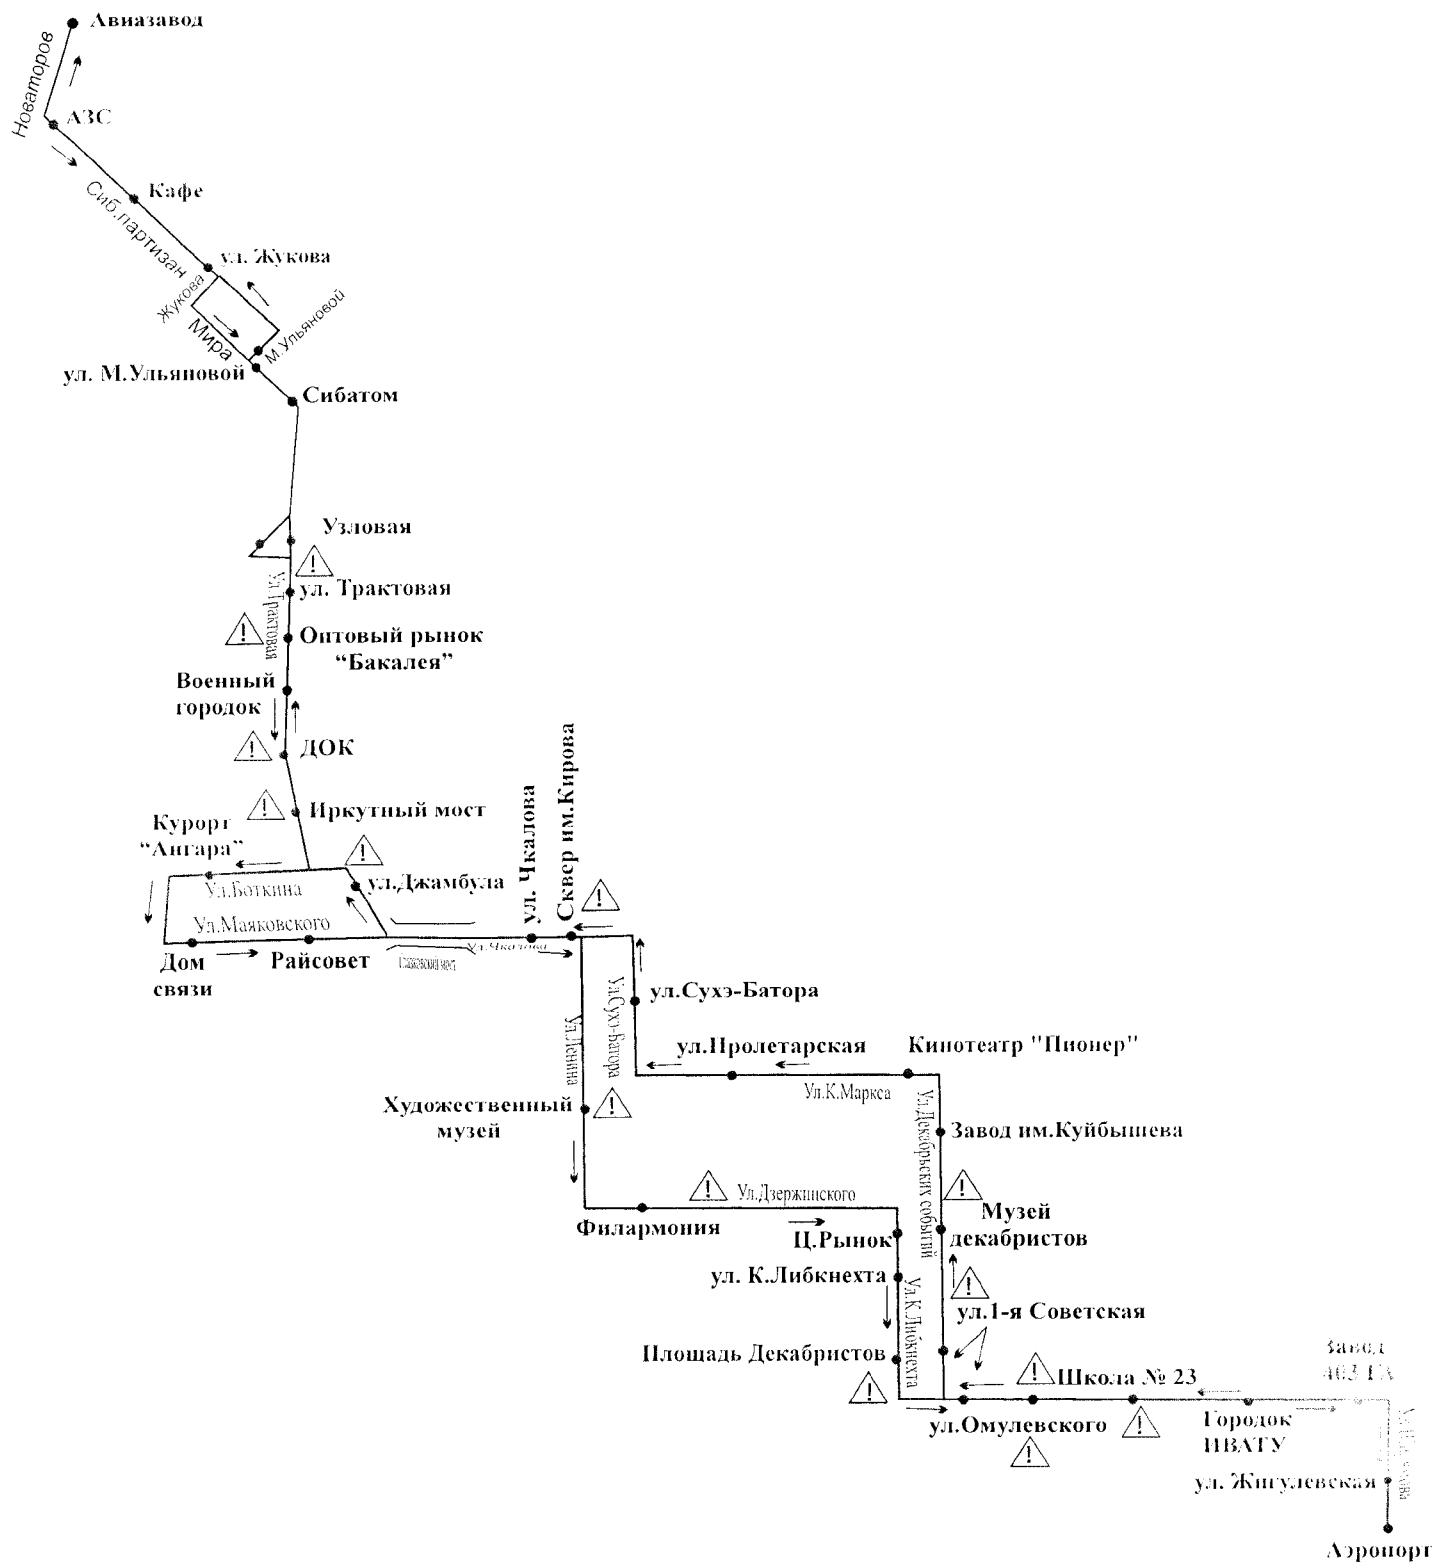 Авиазавод
Новаторов
АЗС
Кафе
Сиб.партизан
ул. Жукова
Жукова
М.Ульяновой
Мира
ул. М.Ульяновой
Сибатом
Узловая
!
Ул.Трактовая
ул. Трактовая
!
Оптовый рынок
“Бакалея”
Военный
городок
!
ДОК
!
Иркутный мост
Курорт
“Ангара”
!
Ул.Боткина
ул.Джамбула
Ул.Маяковского
Дом
связи
Райсовет
ул. Чкалова
Сквер им.Кирова
!
Ул.Чкалова
Ул.Сухэ-Батора
ул.Сухэ-Батора
Ул.Ленина
ул.Пролетарская
Кинотеатр "Пионер"
Ул.К.Маркса
Ул.Декабрьских событий
Художественный
музей
!
Завод им.Куйбышева
!
Ул.Дзержинского
!
Музей
декабристов
Филармония
Ц.Рынок
ул. К.Либкнехта
Ул.К.Либкнехта
!
ул.1-я Советская
Площадь Декабристов
!
!
Школа № 23
Завод
403 ГА
ул.Омулевского
!
!
Городок
ИВАТУ
ул. Жигулевская
Аэропорт